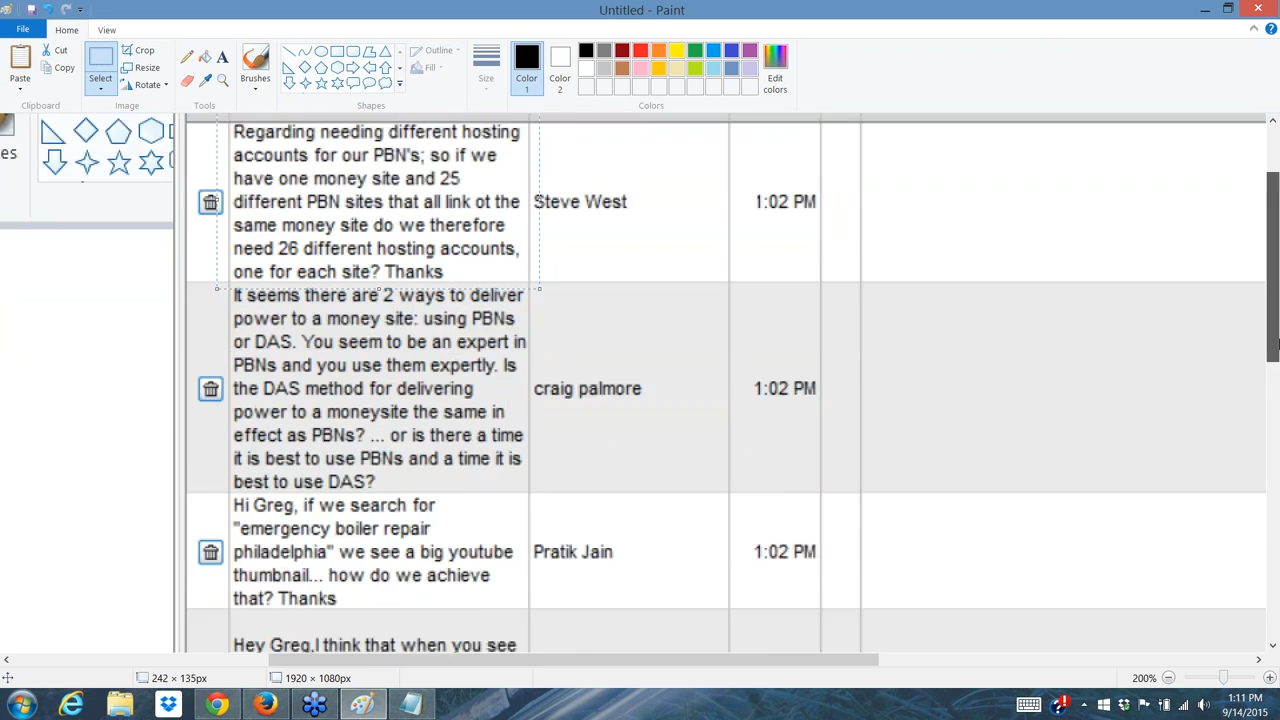 Untitled - Paint
File
Home
View
Paste
Cut
Copy
Clipboard
Select
Crop
Resize
Rotate
Image
Tools
Brushes
Outline
Fill
Shapes
Size
Color
1
Color
2
Edit
colors
Colors
es
Regarding needing different hosting
accounts for our PBN's; so if we
have one money site and 25
different PBN sites that all link ot the
same money site do we therefore
need 26 different hosting accounts,
one for each site? Thanks
Steve West
1:02 PM
It seems there are 2 ways to deliver
power to a money site: using PBNs
or DAS. You seem to be an expert in
PBNs and you use them expertly. Is
the DAS method for delivering
power to a moneysite the same in
effect as PBNs? ... or is there a time
it is best to use PBNs and a time it is
best to use DAS?
craig palmore
1:02 PM
Hi Greg, if we search for
"emergency boiler repair
philadelphia" we see a big youtube
thumbnail... how do we achieve
that? Thanks
Pratik Jain
1:02 PM
Hey Greg,I think that when you see
242 × 135px
1920 × 1080px
200%
1:11 PM
9/14/2015